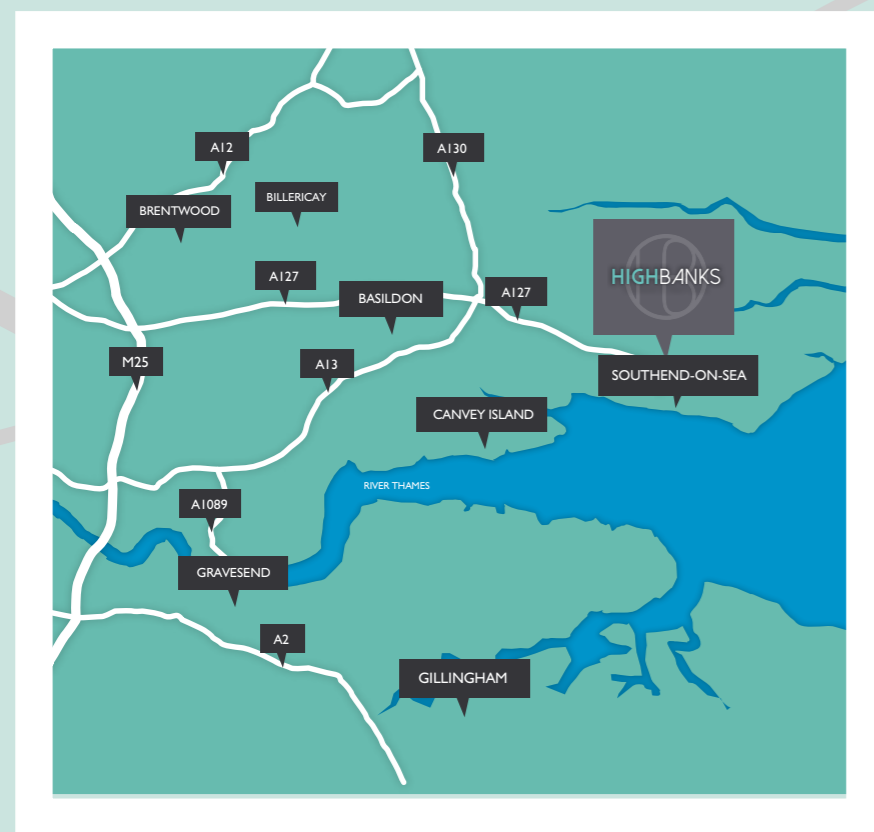 A12
A130
BILLERICAY
BRENTWOOD
HIGHBANKS
A127
A127
BASILDON
M25
A13
SOUTHEND-ON-SEA
CANVEY ISLAND
RIVER THAMES
A1089
GRAVESEND
A2
GILLINGHAM